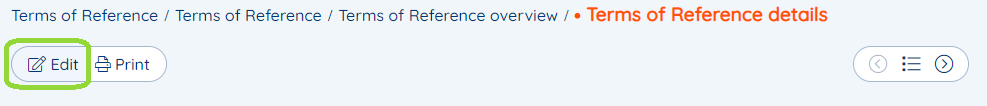 Terms of Reference / Terms of Reference / Terms of Reference overview / • Terms of Reference details
Edit Print